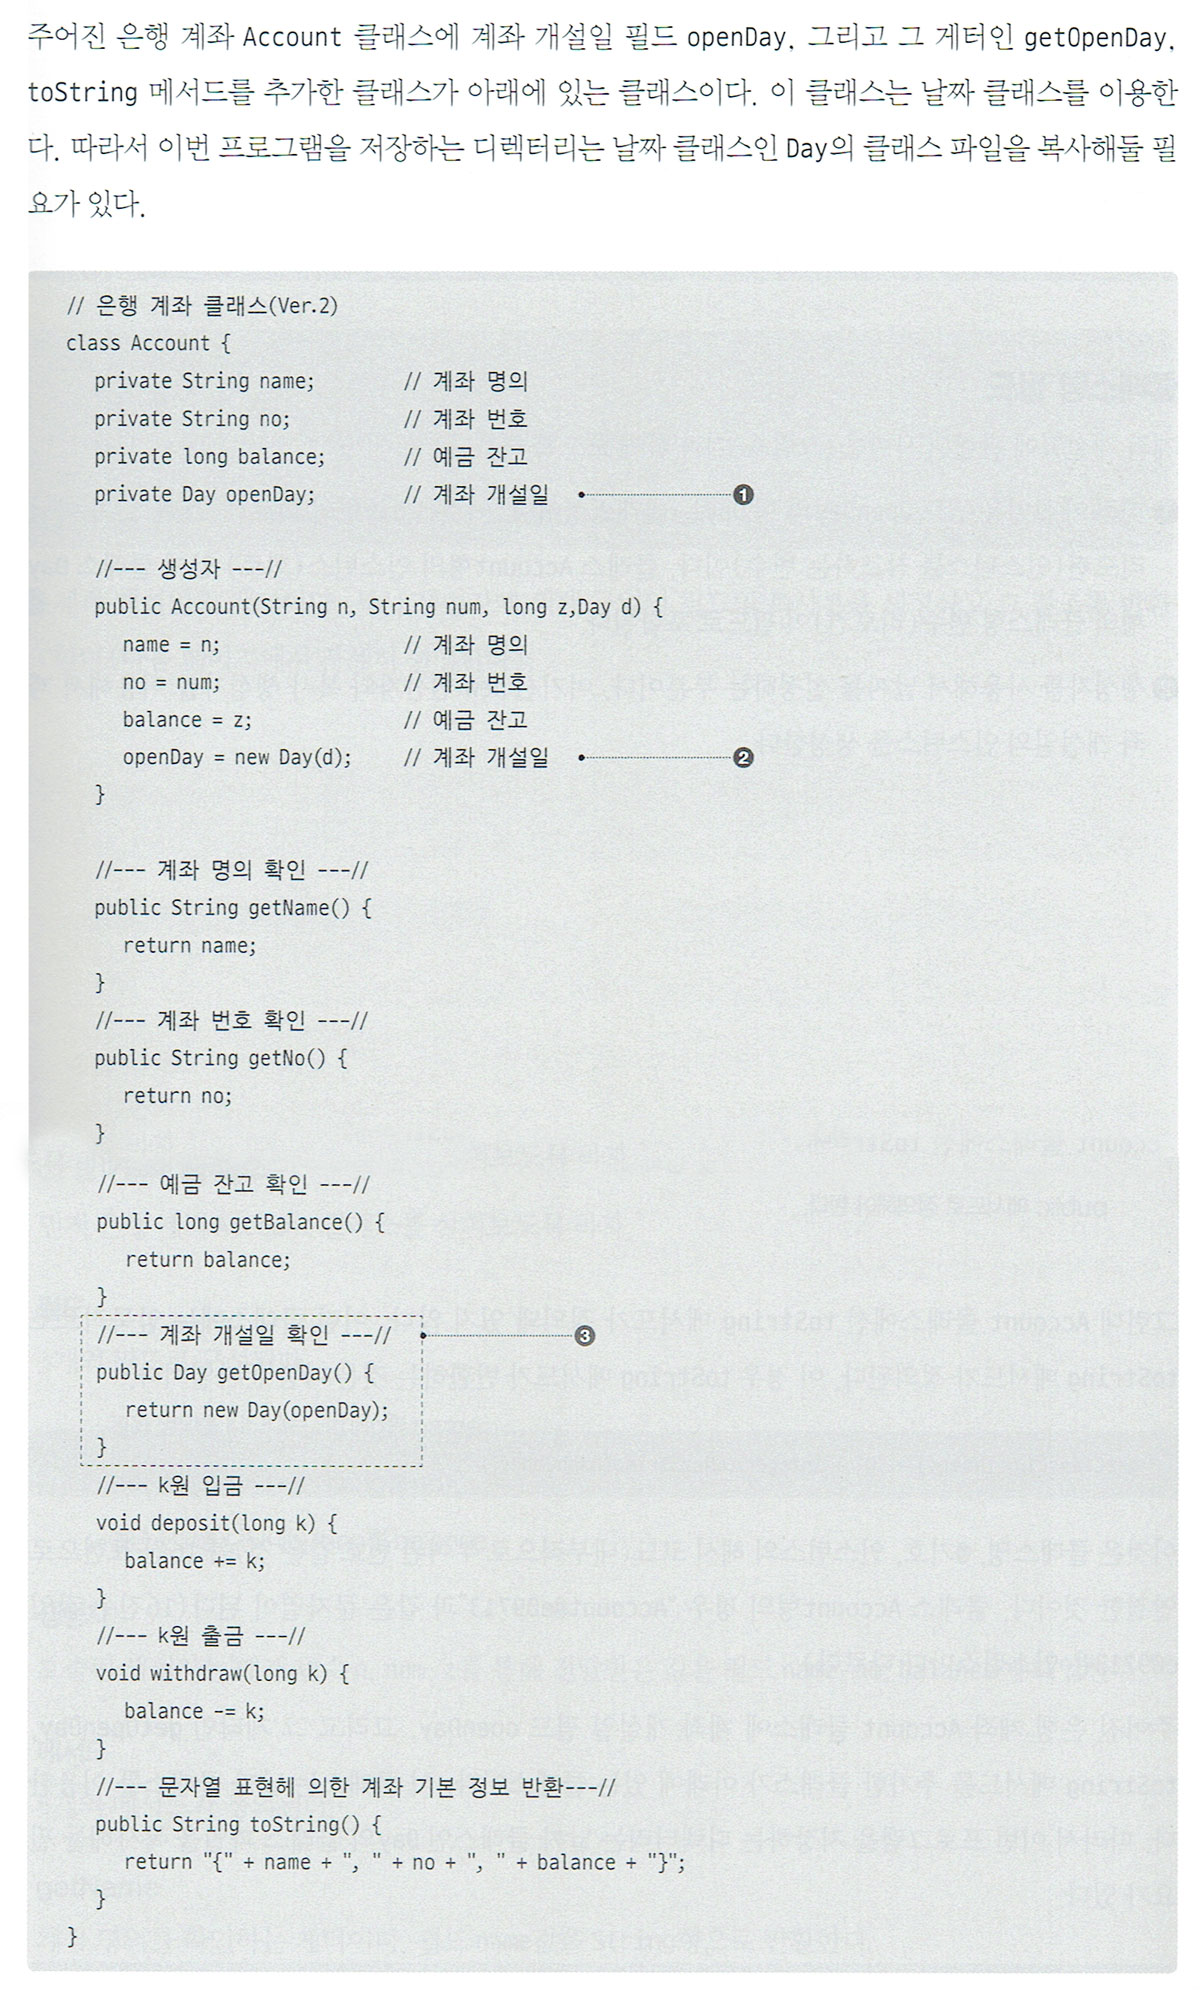 주어진 은행 계좌 Account 클래스에 계좌 개설일 필드 openDay, 그리고 그 게터인 getOpenDay,
toString 메서드를 추가한 클래스가 아래에 있는 클래스이다. 이 클래스는 날짜 클래스를 이용한
다. 따라서 이번 프로그램을 저장하는 디렉터리는 날짜 클래스인 Day의 클래스 파일을 복사해둘 필
요가 있다.
// 은행 계좌 클래스(Ver.2)
class Account {
private String name; // 계좌 명의
private String no; // 계좌 번호
private long balance; // 예금 잔고
private Day openDay; // 계좌 개설일 ❶
//--- 생성자 ---//
public Account(String n, String num, long z,Day d) {
name = n; // 계좌 명의
no = num; // 계좌 번호
balance = z; // 예금 잔고
openDay = new Day(d); // 계좌 개설일 ❷
}
//--- 계좌 명의 확인 ---//
public String getName() {
return name;
}
//--- 계좌 번호 확인 ---//
public String getNo() {
return no;
}
//--- 예금 잔고 확인 ---//
public long getBalance() {
return balance;
}
//--- 계좌 개설일 확인 ---// ❸
public Day getOpenDay() {
return new Day(openDay);
}
//--- k원 입금 ---//
void deposit(long k) {
balance += k;
}
//--- k원 출금 ---//
void withdraw(long k) {
balance -= k;
}
//--- 문자열 표현헤 의한 계좌 기본 정보 반환---//
public String toString() {
return "{" + name + ", " + no + ", " + balance + "}";
}
}